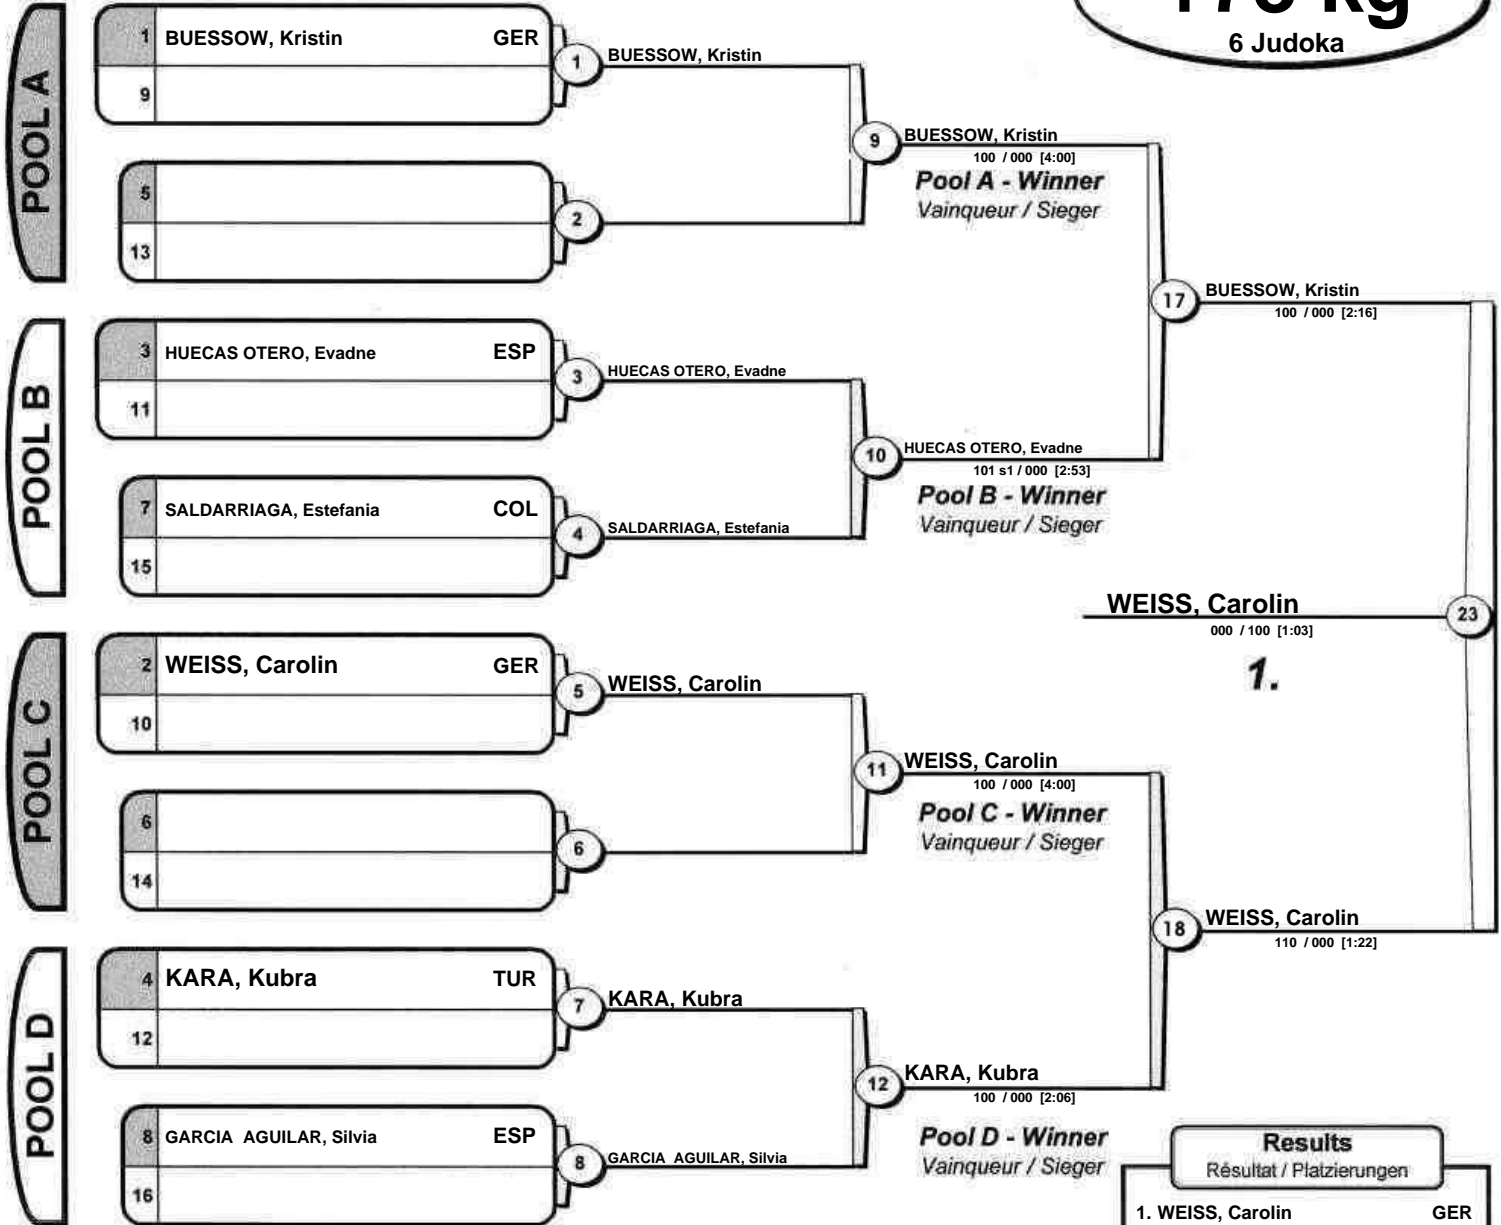 6 Judoka
POOL A
1 BUESSOW, Kristin GER
9
1
BUESSOW, Kristin
5
13
2
9
BUESSOW, Kristin
100 / 000 [4:00]
Pool A - Winner
Vainqueur / Sieger
POOL B
3 HUECAS OTERO, Evadne ESP
11
3
HUECAS OTERO, Evadne
7 SALDARRIAGA, Estefania COL
15
4
SALDARRIAGA, Estefania
10
HUECAS OTERO, Evadne
101 s1 / 000 [2:53]
Pool B - Winner
Vainqueur / Sieger
17
BUESSOW, Kristin
100 / 000 [2:16]
WEISS, Carolin
000 / 100 [1:03]
1.
23
POOL C
2 WEISS, Carolin GER
10
5
WEISS, Carolin
6
14
6
11
WEISS, Carolin
100 / 000 [4:00]
Pool C - Winner
Vainqueur / Sieger
18
WEISS, Carolin
110 / 000 [1:22]
POOL D
4 KARA, Kubra TUR
12
7
KARA, Kubra
8 GARCIA AGUILAR, Silvia ESP
16
8
GARCIA AGUILAR, Silvia
12
KARA, Kubra
100 / 000 [2:06]
Pool D - Winner
Vainqueur / Sieger
Results
Résultat / Platzierungen
1. WEISS, Carolin GER